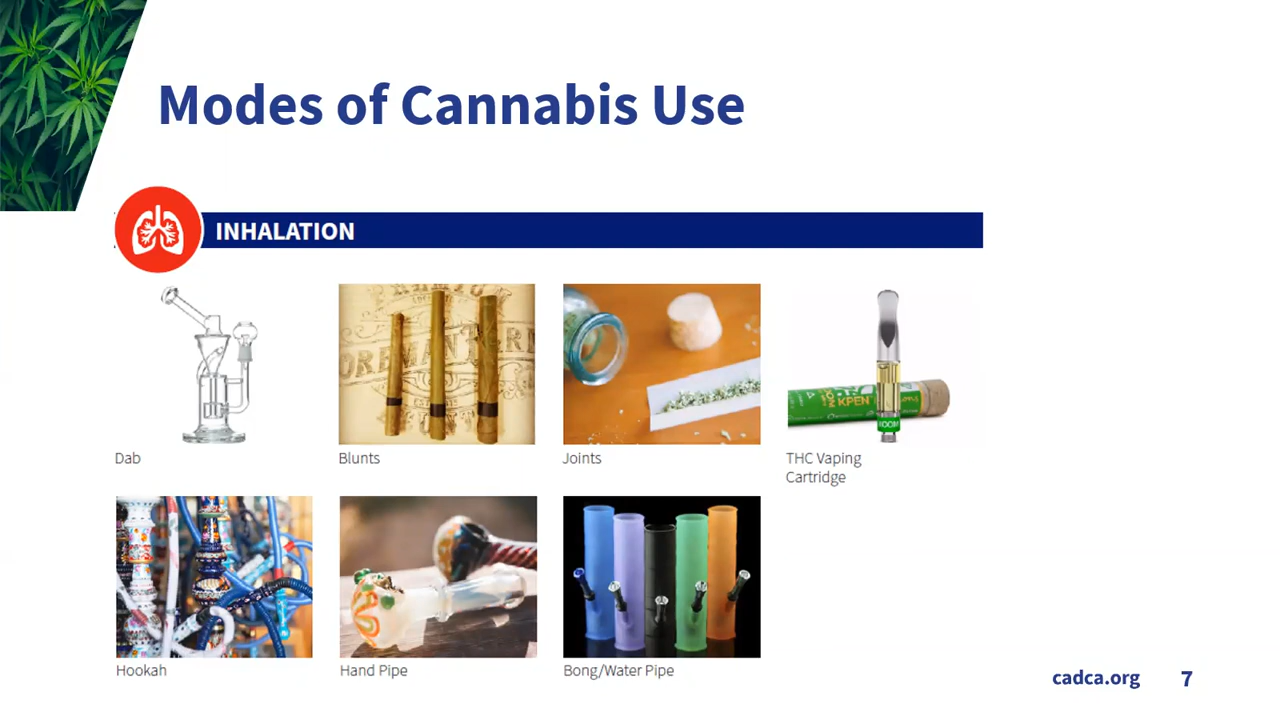 Modes of Cannabis Use
INHALATION
KPEN
Dab
Blunts
Joints
THC Vaping
Cartridge
Hookah
Hand Pipe
Bong/Water Pipe
cadca.org 7